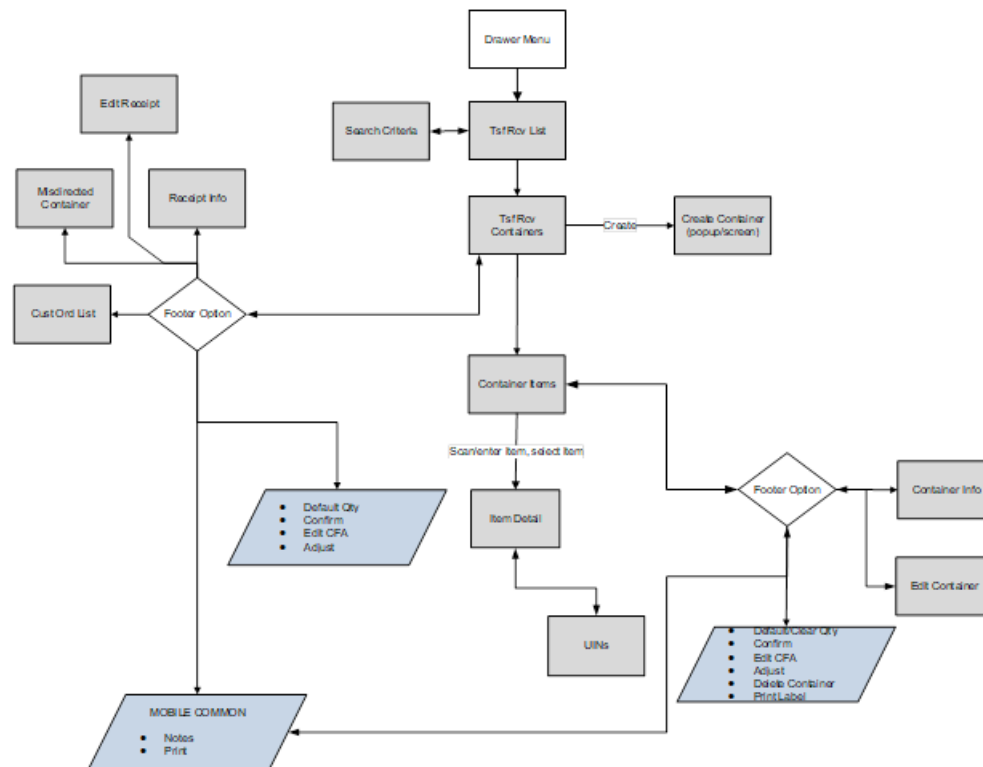 Drawer Menu
Edit Receipt
Search Criteria
Tsf Rcv List
Misdirected
Container
Receipt Info
Tsf Rcv
Containers
Create
Create Container
(popup/screen)
Cust Ord List
Footer Option
Container Items
Scan/enter Item, select Item
Footer Option
Container Info
• Default Qty
• Confirm
• Edit CFA
• Adjust
Item Detail
Edit Container
UINs
• Default/Clear Qty
• Confirm
• Edit CFA
• Adjust
• Delete Container
• Print Label
MOBILE COMMON
• Notes
• Print